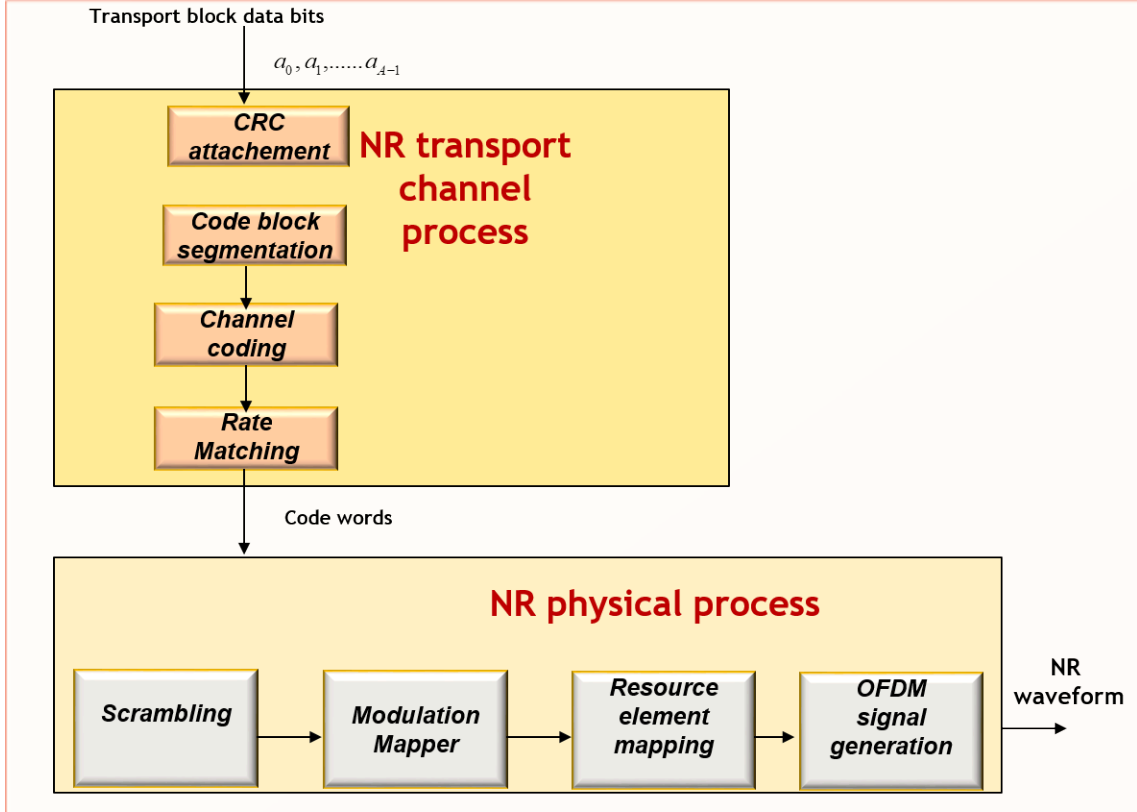 Transport block data bits
a₀, a₁,......a_{A-1}
CRC
attachement
NR transport
channel
process
Code block
segmentation
Channel
coding
Rate
Matching
Code words
NR physical process
Scrambling
Modulation
Mapper
Resource
element
mapping
OFDM
signal
generation
NR
waveform